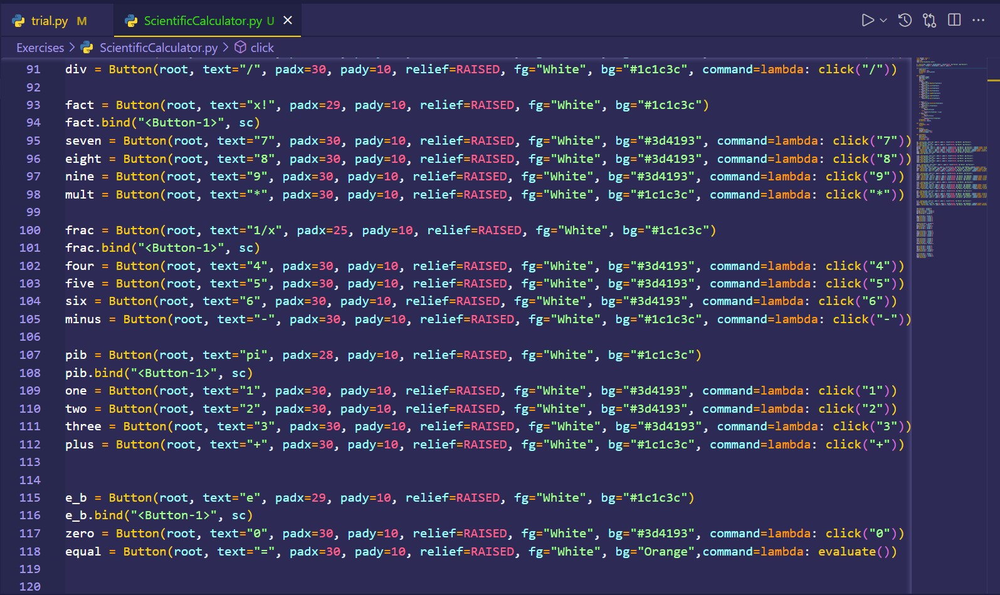 trial.py M ScientificCalculator.py U
Exercises > ScientificCalculator.py > click
91 div = Button(root, text="/", padx=30, pady=10, relief=RAISED, fg="White", bg="#1c1c3c", command=lambda: click("/"))
92
93 fact = Button(root, text="x!", padx=29, pady=10, relief=RAISED, fg="White", bg="#1c1c3c")
94 fact.bind("<Button-1>", sc)
95 seven = Button(root, text="7", padx=30, pady=10, relief=RAISED, fg="White", bg="#3d4193", command=lambda: click("7"))
96 eight = Button(root, text="8", padx=30, pady=10, relief=RAISED, fg="White", bg="#3d4193", command=lambda: click("8"))
97 nine = Button(root, text="9", padx=30, pady=10, relief=RAISED, fg="White", bg="#3d4193", command=lambda: click("9"))
98 mult = Button(root, text="*", padx=30, pady=10, relief=RAISED, fg="White", bg="#1c1c3c", command=lambda: click("*"))
99
100 frac = Button(root, text="1/x", padx=25, pady=10, relief=RAISED, fg="White", bg="#1c1c3c")
101 frac.bind("<Button-1>", sc)
102 four = Button(root, text="4", padx=30, pady=10, relief=RAISED, fg="White", bg="#3d4193", command=lambda: click("4"))
103 five = Button(root, text="5", padx=30, pady=10, relief=RAISED, fg="White", bg="#3d4193", command=lambda: click("5"))
104 six = Button(root, text="6", padx=30, pady=10, relief=RAISED, fg="White", bg="#3d4193", command=lambda: click("6"))
105 minus = Button(root, text="-", padx=30, pady=10, relief=RAISED, fg="White", bg="#1c1c3c", command=lambda: click("-"))
106
107 pib = Button(root, text="pi", padx=28, pady=10, relief=RAISED, fg="White", bg="#1c1c3c")
108 pib.bind("<Button-1>", sc)
109 one = Button(root, text="1", padx=30, pady=10, relief=RAISED, fg="White", bg="#3d4193", command=lambda: click("1"))
110 two = Button(root, text="2", padx=30, pady=10, relief=RAISED, fg="White", bg="#3d4193", command=lambda: click("2"))
111 three = Button(root, text="3", padx=30, pady=10, relief=RAISED, fg="White", bg="#3d4193", command=lambda: click("3"))
112 plus = Button(root, text="+", padx=30, pady=10, relief=RAISED, fg="White", bg="#1c1c3c", command=lambda: click("+"))
113
114
115 e_b = Button(root, text="e", padx=29, pady=10, relief=RAISED, fg="White", bg="#1c1c3c")
116 e_b.bind("<Button-1>", sc)
117 zero = Button(root, text="0", padx=30, pady=10, relief=RAISED, fg="White", bg="#3d4193", command=lambda: click("0"))
118 equal = Button(root, text="=", padx=30, pady=10, relief=RAISED, fg="White", bg="Orange",command=lambda: evaluate())
119
120